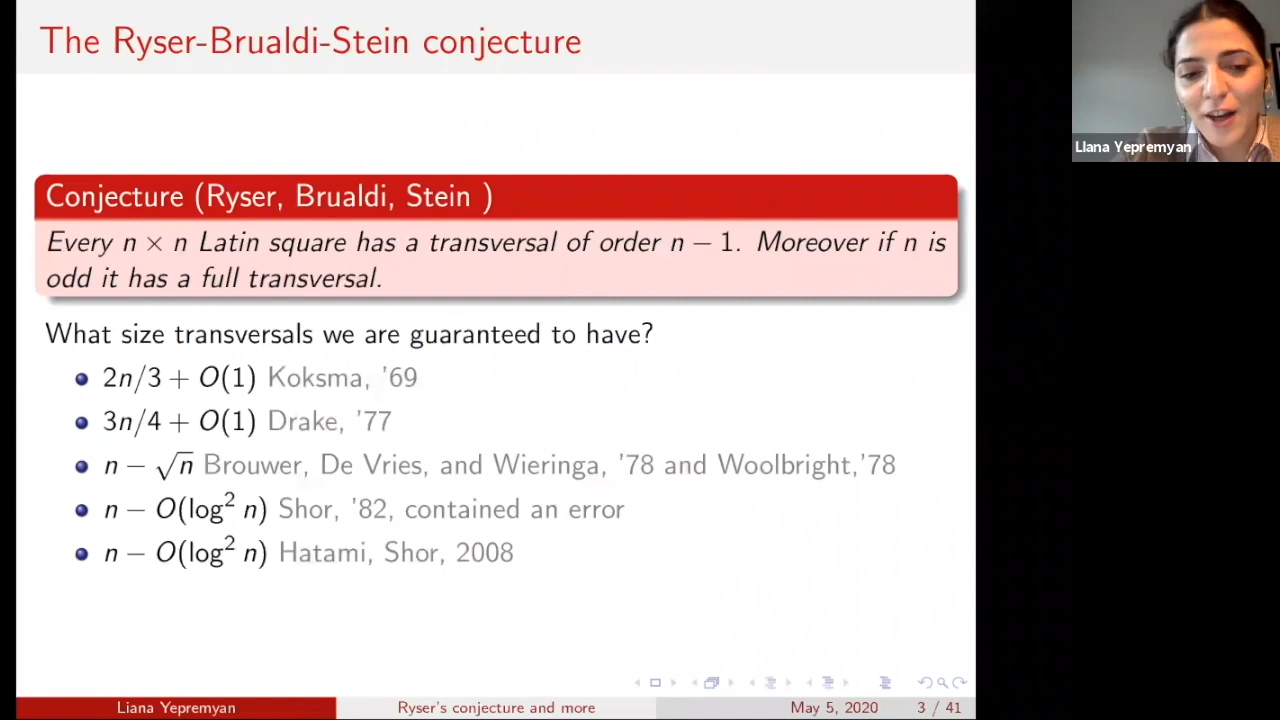 The Ryser-Brualdi-Stein conjecture
Conjecture (Ryser, Brualdi, Stein )
Every n × n Latin square has a transversal of order n − 1. Moreover if n is
odd it has a full transversal.
What size transversals we are guaranteed to have?
2n/3 + O(1) Koksma, '69
3n/4 + O(1) Drake, '77
n − √n Brouwer, De Vries, and Wieringa, '78 and Woolbright,'78
n − O(log² n) Shor, '82, contained an error
n − O(log² n) Hatami, Shor, 2008
Liana Yepremyan
Ryser's conjecture and more
May 5, 2020
3 / 41
LIana Yepremyan